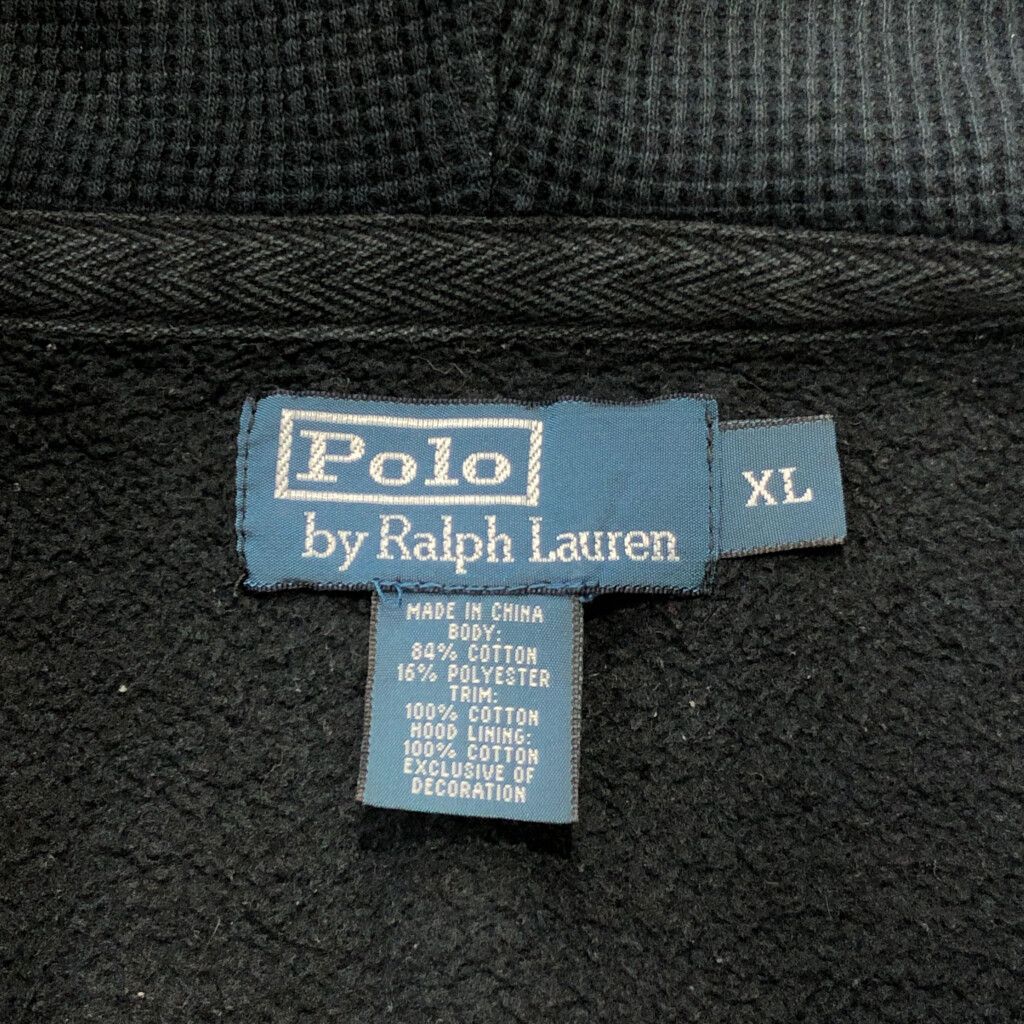 Polo
by Ralph Lauren
XL
MADE IN CHINA
BODY:
84% COTTON
16% POLYESTER
TRIM:
100% COTTON
HOOD LINING:
100% COTTON
EXCLUSIVE OF
DECORATION